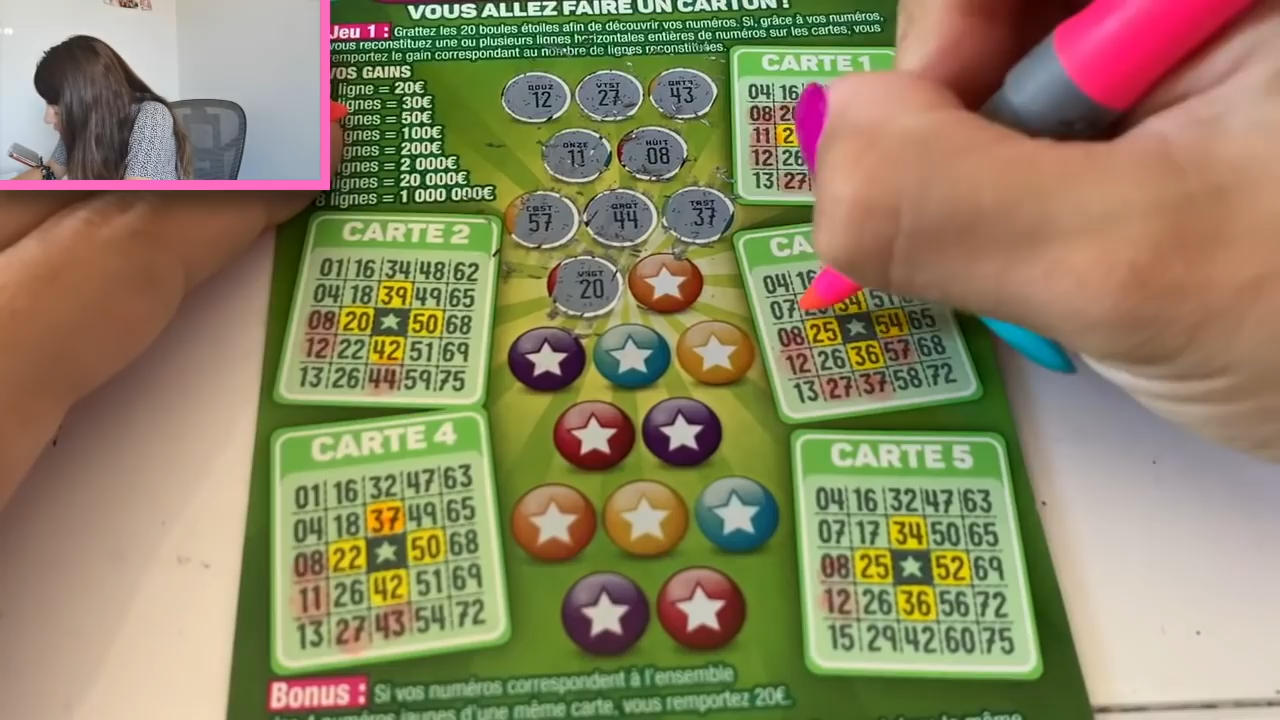 VOUS ALLEZ FAIRE UN CARTON !
Jeu 1 : Grattez les 20 boules étoiles afin de découvrir vos numéros. Si, grâce à vos numéros,
vous reconstituez une ou plusieurs lignes horizontales entières de numéros sur les cartes, vous
remportez le gain correspondant au nombre de lignes reconstituées.
VOS GAINS
ligne = 20€
lignes = 30€
lignes = 50€
ignes = 100€
ignes = 200€
ignes = 2 000€
lignes = 20 000€
8 lignes = 1 000 000€
DOUZ
12
VTST
27
QRTS
43
ONZE
11
HUIT
08
CQST
57
QRQT
44
TRST
37
VNGT
20
CARTE 1
04 16
08
11
12 26
13 27
CARTE 2
01 16 34 48 62
04 18 39 49 65
08 20 50 68
12 22 42 51 69
13 26 44 59 75
CA
04 16
07 34 51
08 25 54 65
12 26 36 57 68
13 27 37 58 72
CARTE 4
01 16 32 47 63
04 18 37 49 65
08 22 50 68
11 26 42 51 69
13 27 43 54 72
CARTE 5
04 16 32 47 63
07 17 34 50 65
08 25 52 69
12 26 36 56 72
15 29 42 60 75
Bonus : Si vos numéros correspondent à l'ensemble
numéros jaunes d'une même carte, vous remportez 20€.